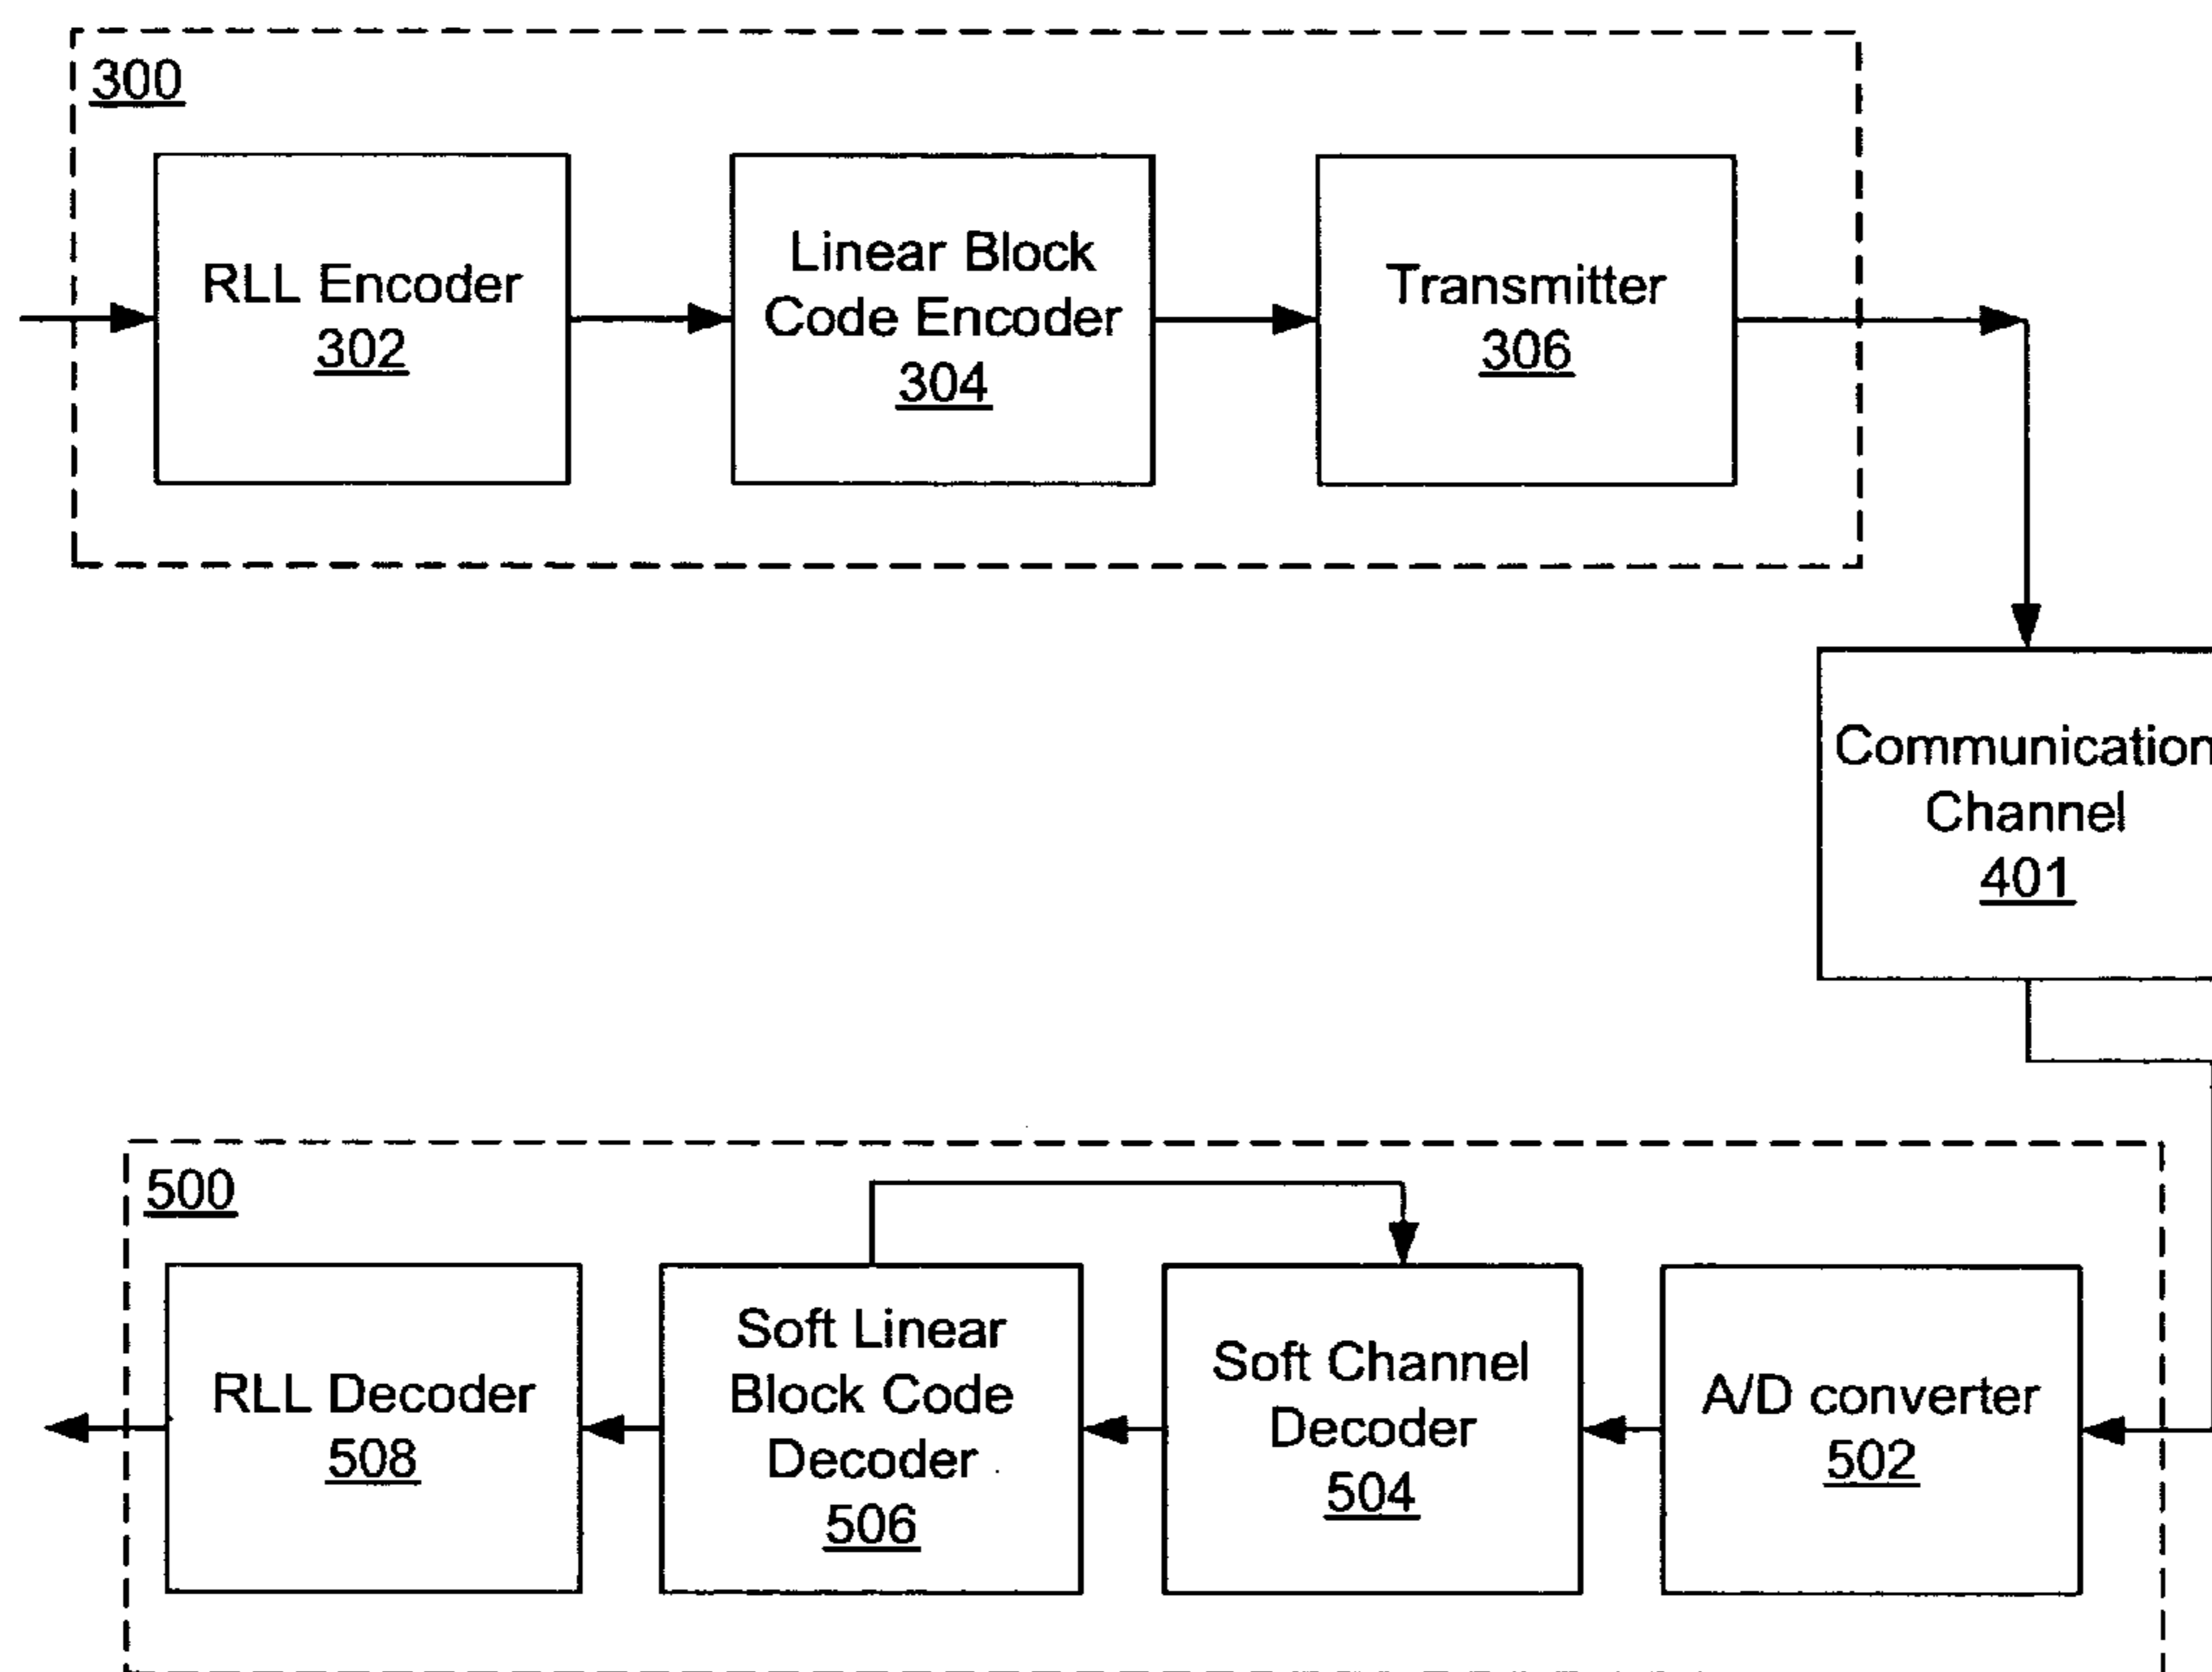 300
RLL Encoder
302
Linear Block
Code Encoder
304
Transmitter
306
Communication
Channel
401
500
RLL Decoder
508
Soft Linear
Block Code
Decoder
506
Soft Channel
Decoder
504
A/D converter
502